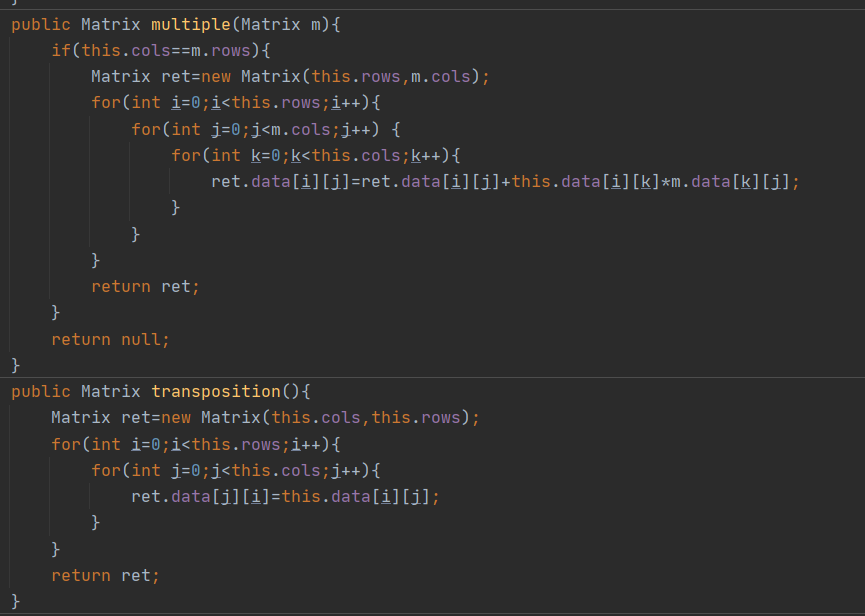 }
public Matrix multiple(Matrix m){
    if(this.cols==m.rows){
        Matrix ret=new Matrix(this.rows,m.cols);
        for(int i=0;i<this.rows;i++){
            for(int j=0;j<m.cols;j++) {
                for(int k=0;k<this.cols;k++){
                    ret.data[i][j]=ret.data[i][j]+this.data[i][k]*m.data[k][j];
                }
            }
        }
        return ret;
    }
    return null;
}
public Matrix transposition(){
    Matrix ret=new Matrix(this.cols,this.rows);
    for(int i=0;i<this.rows;i++){
        for(int j=0;j<this.cols;j++){
            ret.data[j][i]=this.data[i][j];
        }
    }
    return ret;
}